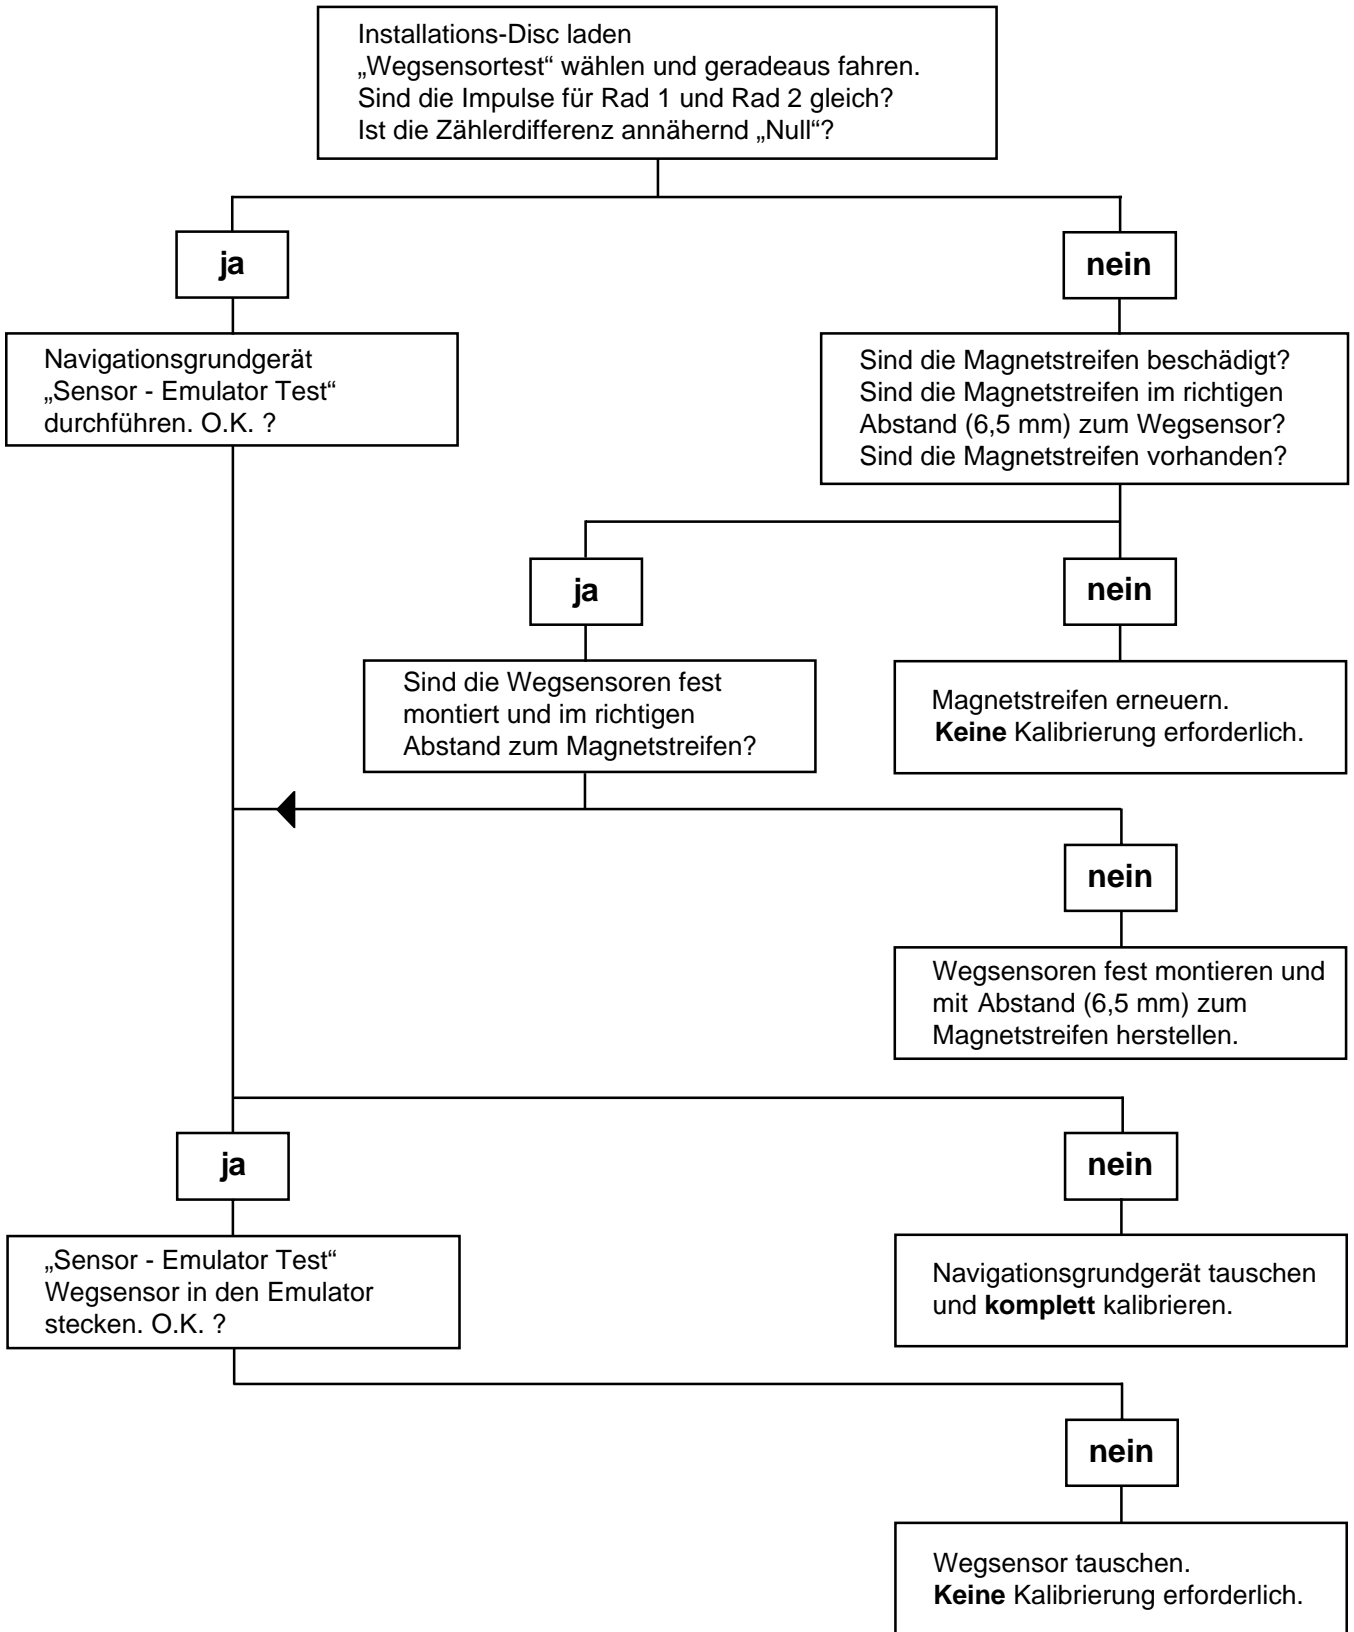 Installations-Disc laden
„Wegsensortest“ wählen und geradeaus fahren.
Sind die Impulse für Rad 1 und Rad 2 gleich?
Ist die Zählerdifferenz annähernd „Null“?
ja
nein
Navigationsgrundgerät
„Sensor - Emulator Test“
durchführen. O.K. ?
Sind die Magnetstreifen beschädigt?
Sind die Magnetstreifen im richtigen
Abstand (6,5 mm) zum Wegsensor?
Sind die Magnetstreifen vorhanden?
ja
nein
Sind die Wegsensoren fest
montiert und im richtigen
Abstand zum Magnetstreifen?
Magnetstreifen erneuern.
Keine Kalibrierung erforderlich.
nein
Wegsensoren fest montieren und
mit Abstand (6,5 mm) zum
Magnetstreifen herstellen.
ja
nein
„Sensor - Emulator Test“
Wegsensor in den Emulator
stecken. O.K. ?
Navigationsgrundgerät tauschen
und komplett kalibrieren.
nein
Wegsensor tauschen.
Keine Kalibrierung erforderlich.